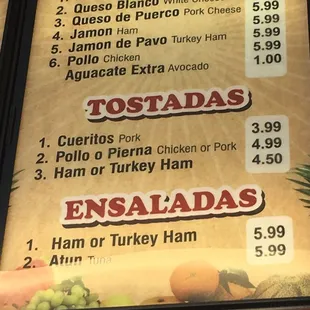 2. Queso Blanco White Cheese 5.99
3. Queso de Puerco Pork Cheese 5.99
4. Jamon Ham 5.99
5. Jamon de Pavo Turkey Ham 5.99
6. Pollo Chicken 5.99
Aguacate Extra Avocado 1.00
TOSTADAS
1. Cueritos Pork 3.99
2. Pollo o Pierna Chicken or Pork 4.99
3. Ham or Turkey Ham 4.50
ENSALADAS
1. Ham or Turkey Ham 5.99
2. Atun Tuna 5.99